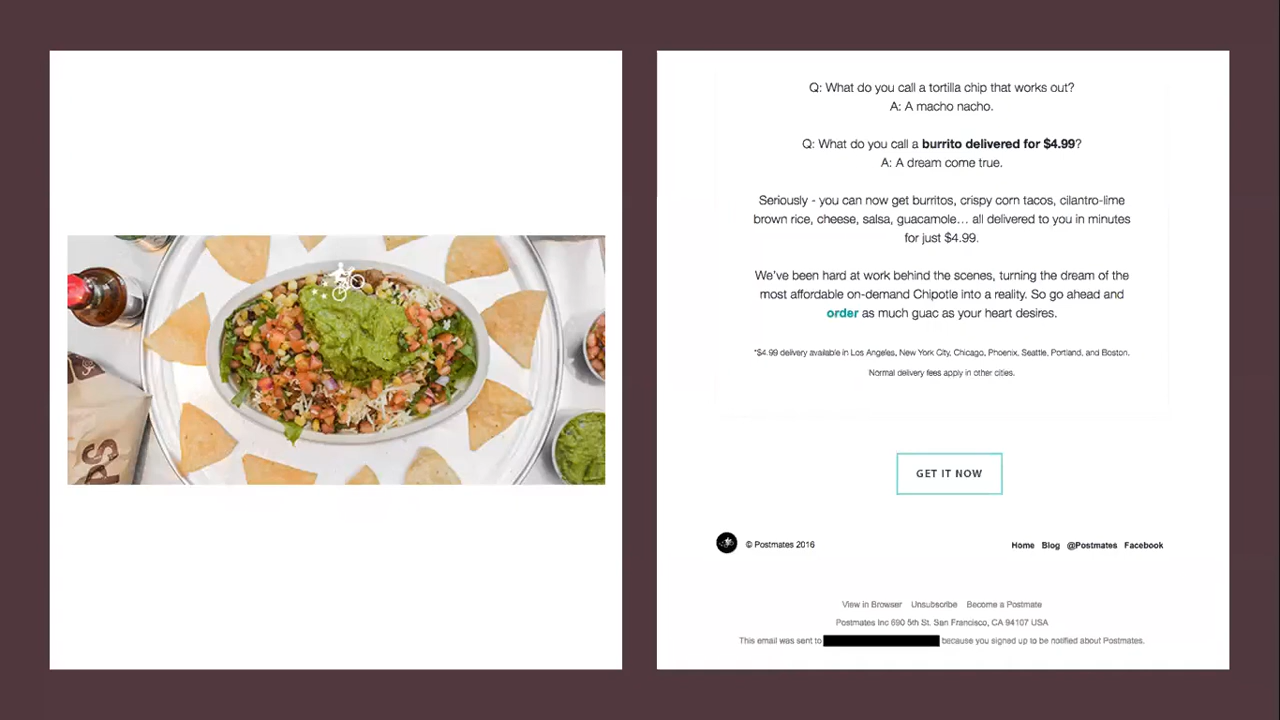 Q: What do you call a tortilla chip that works out?
A: A macho nacho.
Q: What do you call a burrito delivered for $4.99?
A: A dream come true.
Seriously - you can now get burritos, crispy corn tacos, cilantro-lime
brown rice, cheese, salsa, guacamole... all delivered to you in minutes
for just $4.99.
We've been hard at work behind the scenes, turning the dream of the
most affordable on-demand Chipotle into a reality. So go ahead and
order as much guac as your heart desires.
*$4.99 delivery available in Los Angeles, New York City, Chicago, Phoenix, Seattle, Portland, and Boston.
Normal delivery fees apply in other cities.
GET IT NOW
© Postmates 2016
Home Blog @Postmates Facebook
View in Browser Unsubscribe Become a Postmate
Postmates Inc 690 5th St. San Francisco, CA 94107 USA
This email was sent to because you signed up to be notified about Postmates.